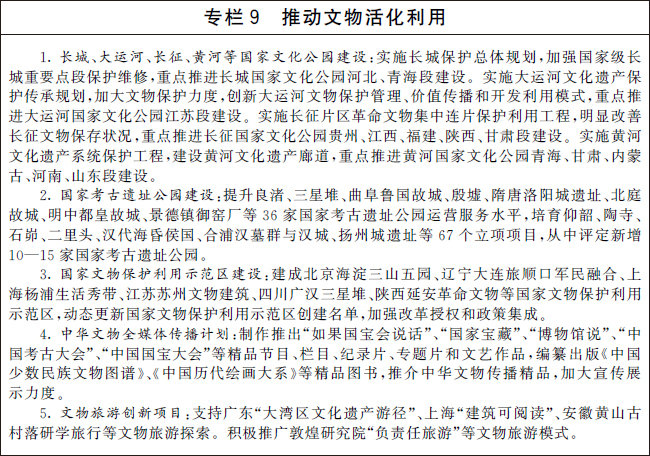 专栏 9　推动文物活化利用
1. 长城、大运河、长征、黄河等国家文化公园建设:实施长城保护总体规划,加强国家级长
城重要点段保护维修,重点推进长城国家文化公园河北、青海段建设。实施大运河文化遗产保
护传承规划,加大文物保护力度,创新大运河文物保护管理、价值传播和开发利用模式,重点推
进大运河国家文化公园江苏段建设。实施长征片区革命文物集中连片保护利用工程,明显改善
长征文物保存状况,重点推进长征国家文化公园贵州、江西、福建、陕西、甘肃段建设。实施黄河
文化遗产系统保护工程,建设黄河文化遗产廊道,重点推进黄河国家文化公园青海、甘肃、内蒙
古、河南、山东段建设。
2. 国家考古遗址公园建设:提升良渚、三星堆、曲阜鲁国故城、殷墟、隋唐洛阳城遗址、北庭
故城、明中都皇故城、景德镇御窑厂等 36 家国家考古遗址公园运营服务水平,培育仰韶、陶寺、
石峁、二里头、汉代海昏侯国、合浦汉墓群与汉城、扬州城遗址等 67 个立项项目,从中评定新增
10—15 家国家考古遗址公园。
3. 国家文物保护利用示范区建设:建成北京海淀三山五园、辽宁大连旅顺口军民融合、上
海杨浦生活秀带、江苏苏州文物建筑、四川广汉三星堆、陕西延安革命文物等国家文物保护利用
示范区,动态更新国家文物保护利用示范区创建名单,加强改革授权和政策集成。
4. 中华文物全媒体传播计划:制作推出“如果国宝会说话”、“国家宝藏”、“博物馆说”、“中
国考古大会”、“中国国宝大会”等精品节目、栏目、纪录片、专题片和文艺作品,编纂出版《中国
少数民族文物图谱》、《中国历代绘画大系》等精品图书,推介中华文物传播精品,加大宣传展
示力度。
5. 文物旅游创新项目:支持广东“大湾区文化遗产游径”、上海“建筑可阅读”、安徽黄山古
村落研学旅行等文物旅游探索。积极推广敦煌研究院“负责任旅游”等文物旅游模式。